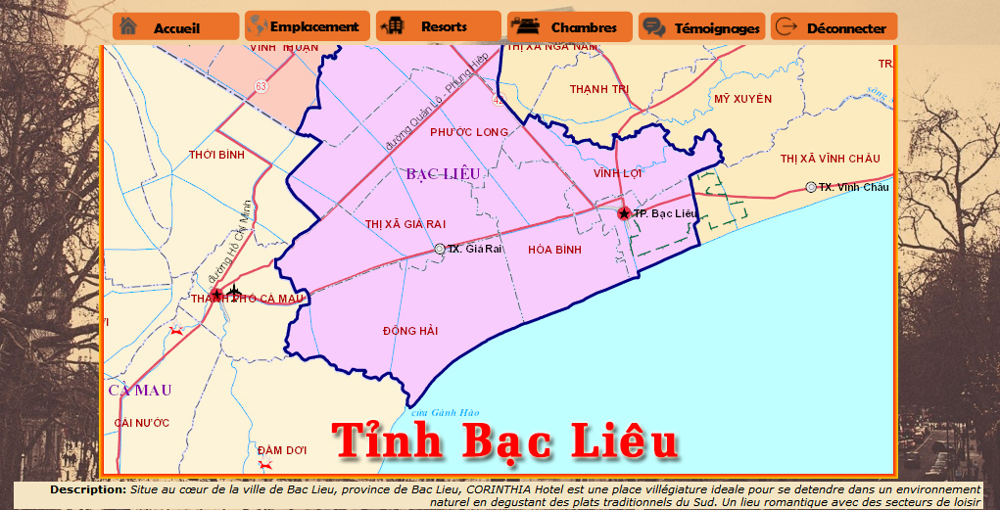 Accueil
Emplacement
Resorts
Chambres
Témoignages
Déconnecter
VĨNH THUẬN
THỊ XÃ NGÃ NĂM
TR
63
đường Quản Lộ - Phụng Hiệp
42
THẠNH TRỊ
MỸ XUYÊN
sông
PHƯỚC LONG
THỚI BÌNH
THỊ XÃ VĨNH CHÂU
BẠC LIÊU
VĨNH LỢI
TX. Vĩnh Châu
TP. Bạc Liêu
THỊ XÃ GIÁ RAI
đường Hồ Chí Minh
TX. Giá Rai
HÒA BÌNH
THÀNH PHỐ CÀ MAU
ĐÔNG HẢI
CÀ MAU
cửa Gành Hào
CÁI NƯỚC
Tỉnh Bạc Liêu
ĐẦM DƠI
Description: Situe au cœur de la ville de Bac Lieu, province de Bac Lieu, CORINTHIA Hotel est une place villégiature ideale pour se detendre dans un environnement
naturel en degustant des plats traditionnels du Sud. Un lieu romantique avec des secteurs de loisir